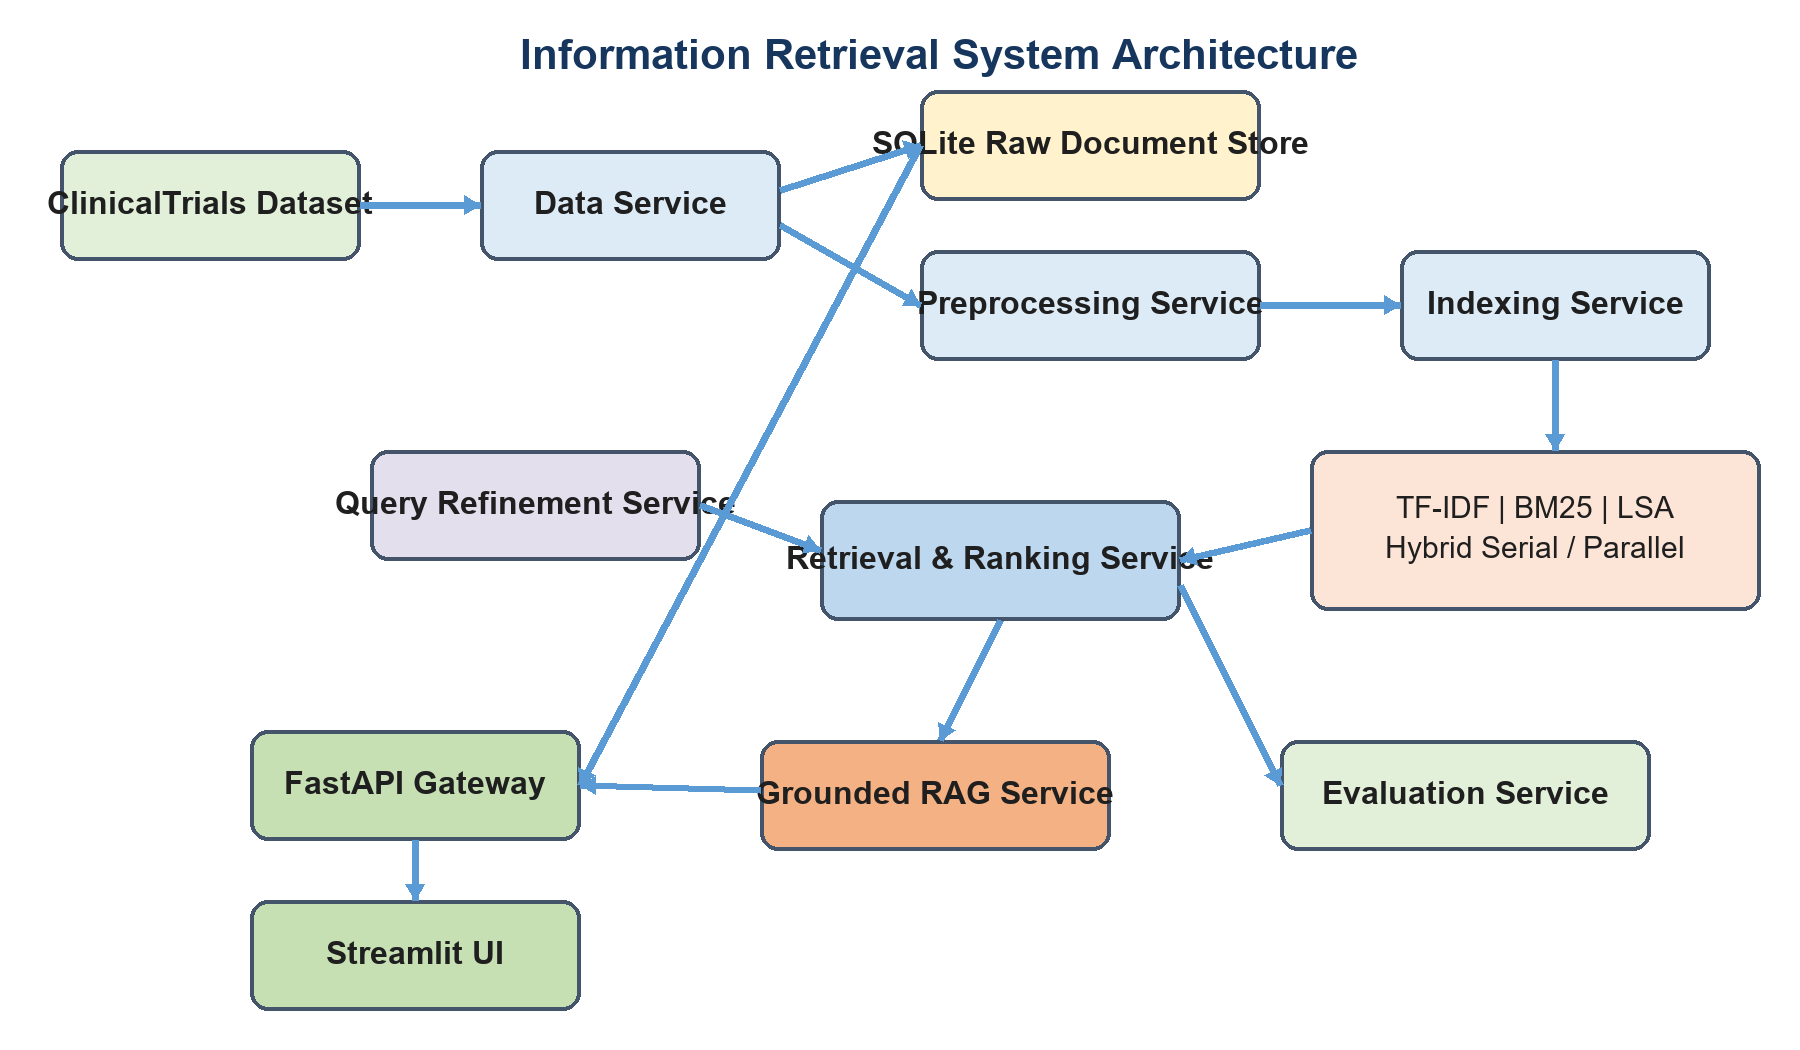 Information Retrieval System Architecture
SQLite Raw Document Store
ClinicalTrials Dataset
Data Service
Preprocessing Service
Indexing Service
Query Refinement Service
TF-IDF | BM25 | LSA
Hybrid Serial / Parallel
Retrieval & Ranking Service
FastAPI Gateway
Grounded RAG Service
Evaluation Service
Streamlit UI